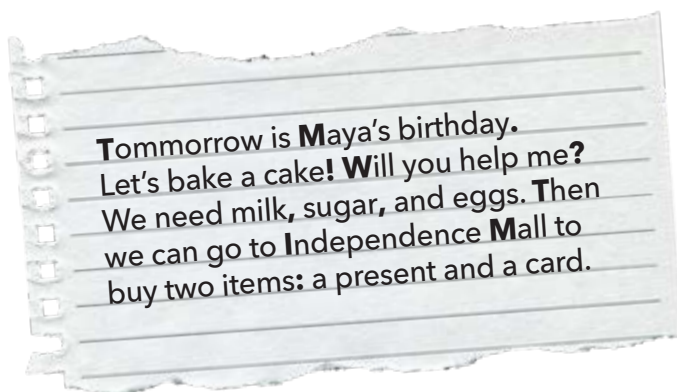 Tommorrow is Maya's birthday.
Let's bake a cake! Will you help me?
We need milk, sugar, and eggs. Then
we can go to Independence Mall to
buy two items: a present and a card.